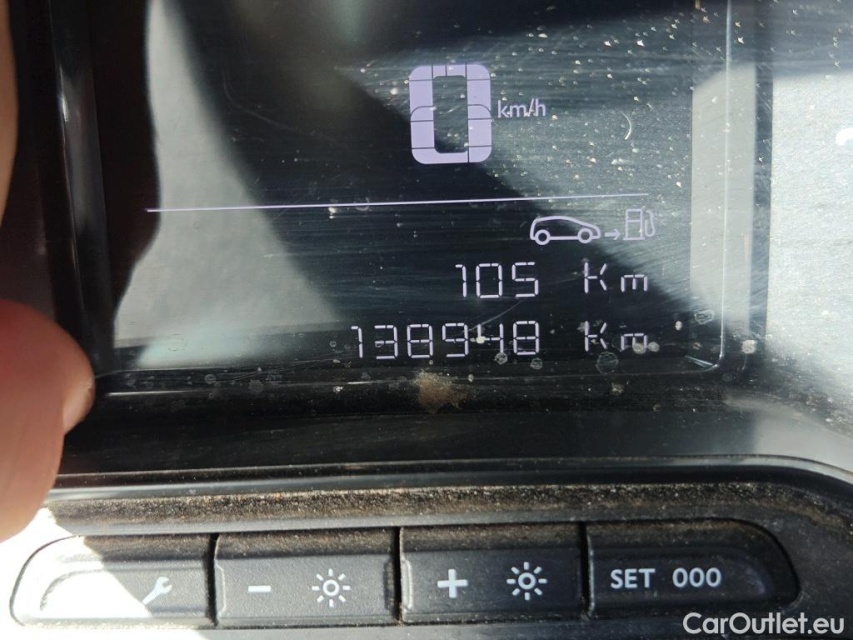 0 km/h
105 Km
138948 Km
- + SET 000
CarOutlet.eu